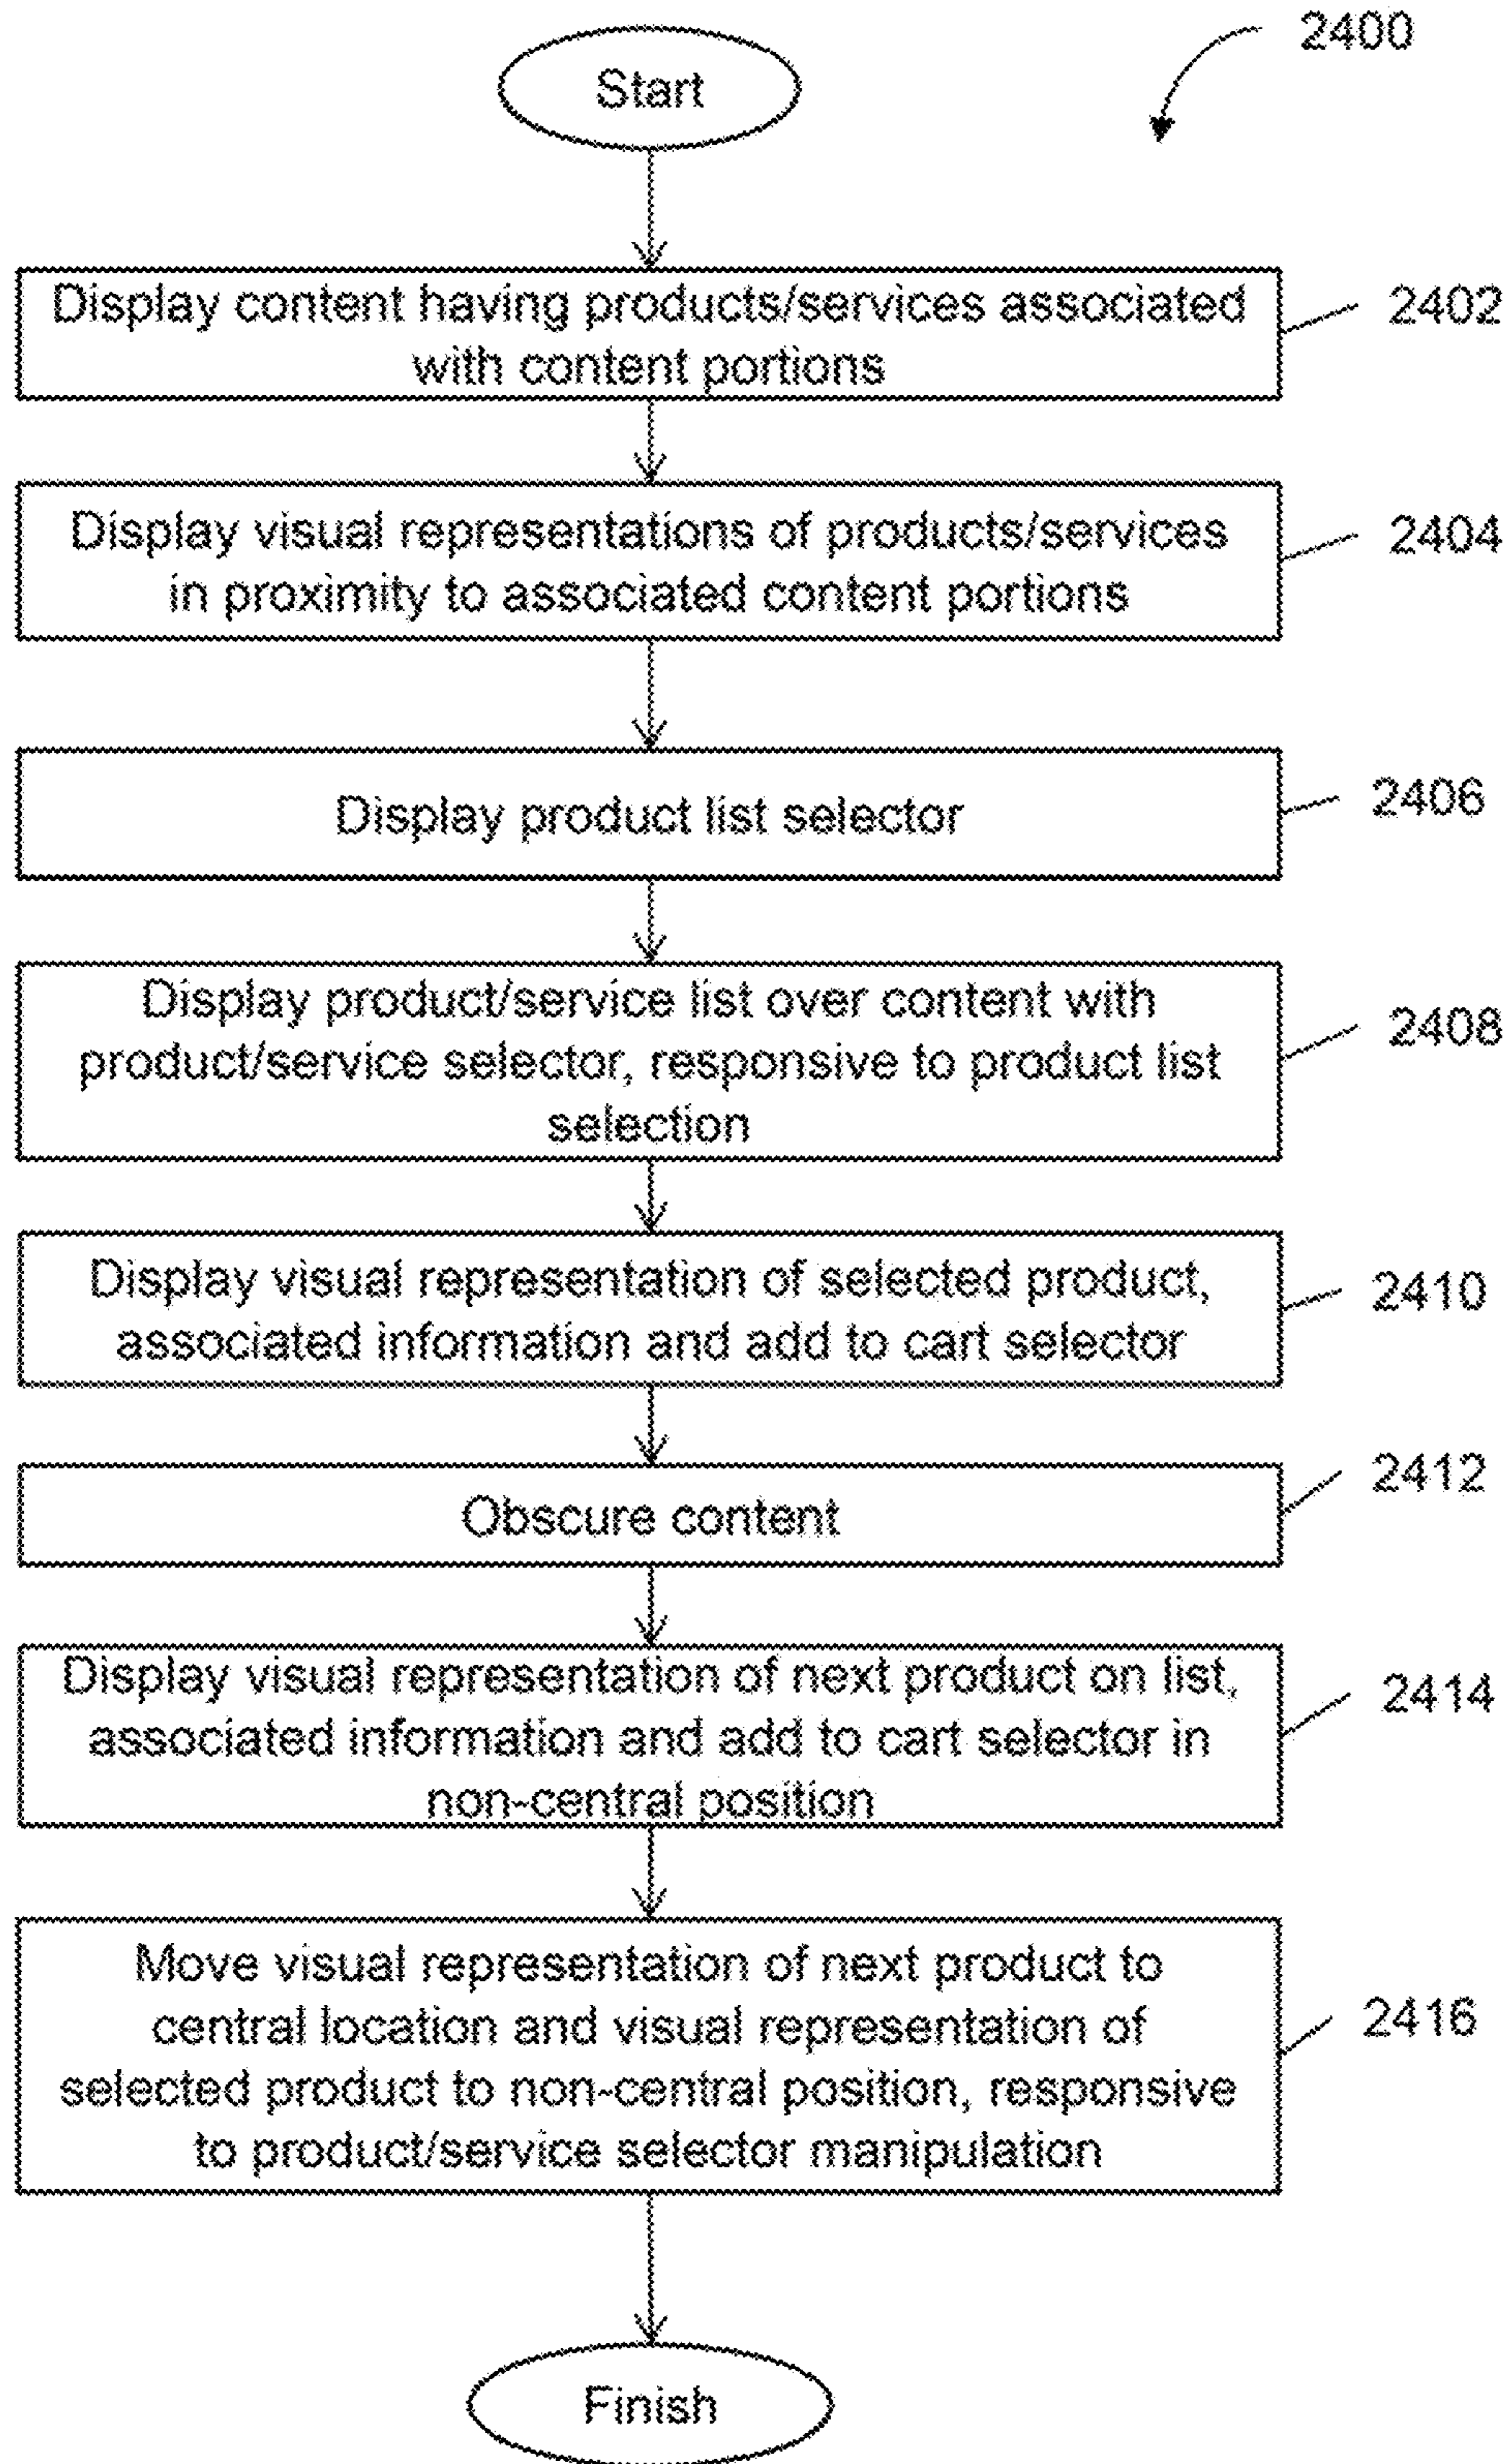 2400
Start
Display content having products/services associated
with content portions
2402
Display visual representations of products/services
in proximity to associated content portions
2404
Display product list selector
2406
Display product/service list over content with
product/service selector, responsive to product list
selection
2408
Display visual representation of selected product,
associated information and add to cart selector
2410
Obscure content
2412
Display visual representation of next product on list,
associated information and add to cart selector in
non-central position
2414
Move visual representation of next product to
central location and visual representation of
selected product to non-central position, responsive
to product/service selector manipulation
2416
Finish